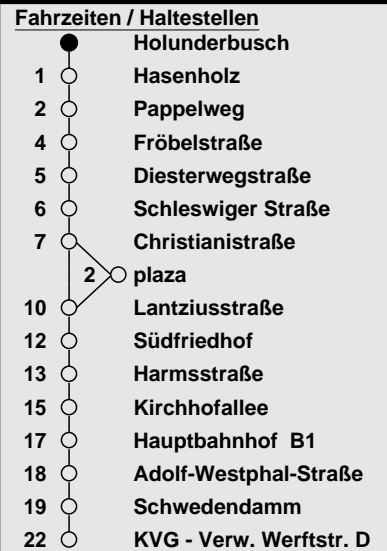 Fahrzeiten / Haltestellen
Holunderbusch
1 Hasenholz
2 Pappelweg
4 Fröbelstraße
5 Diesterwegstraße
6 Schleswiger Straße
7 Christianistraße
2 plaza
10 Lantziusstraße
12 Südfriedhof
13 Harmsstraße
15 Kirchhofallee
17 Hauptbahnhof B1
18 Adolf-Westphal-Straße
19 Schwedendamm
22 KVG - Verw. Werftstr. D